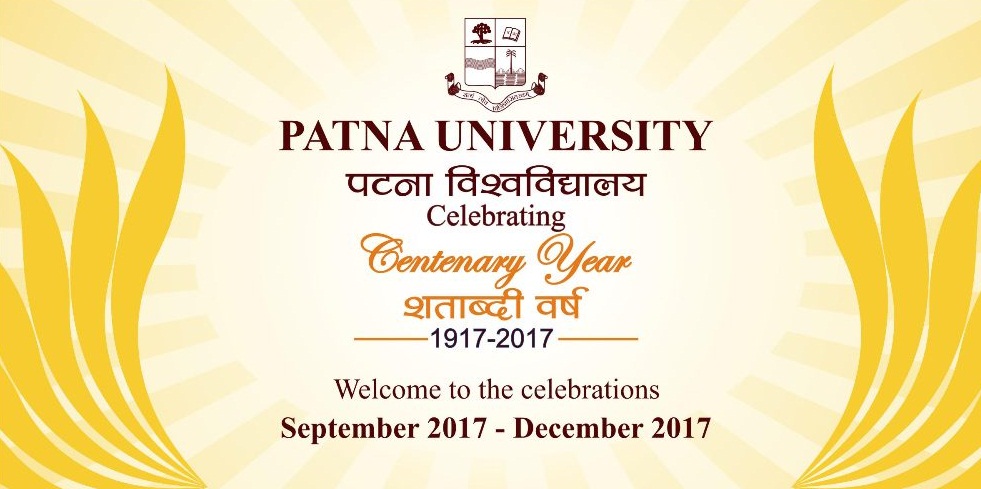 PATNA UNIVERSITY
पटना विश्वविद्यालय
Celebrating
Centenary Year
शताब्दी वर्ष
1917-2017
Welcome to the celebrations
September 2017 - December 2017